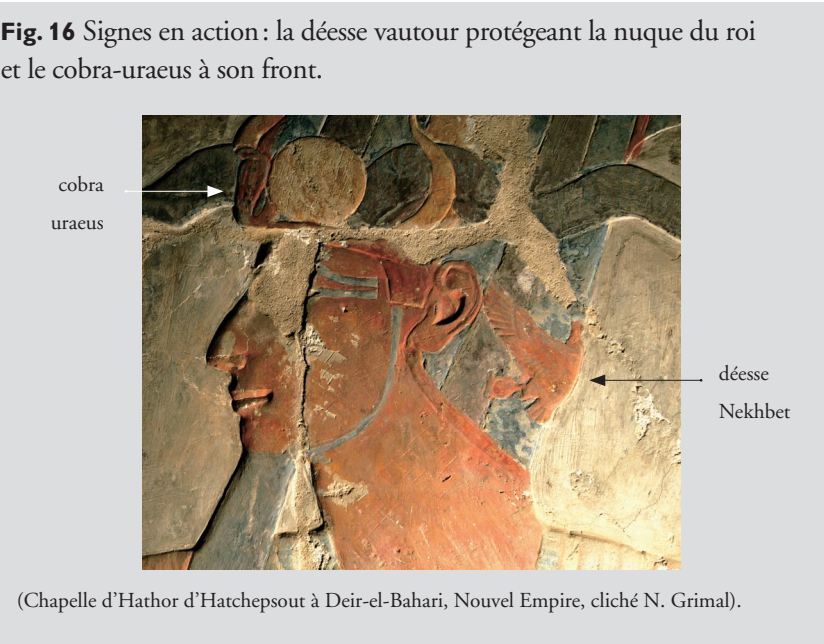 Fig. 16 Signes en action : la déesse vautour protégeant la nuque du roi
et le cobra-uraeus à son front.
cobra
uraeus
déesse
Nekhbet
(Chapelle d'Hathor d'Hatchepsout à Deir-el-Bahari, Nouvel Empire, cliché N. Grimal).